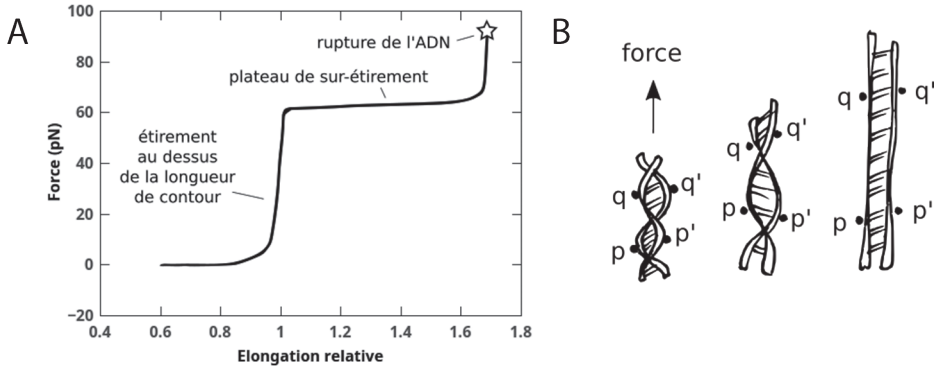 A
100
80
60
40
20
0
−20
0.4
0.6
0.8
1
1.2
1.4
1.6
1.8
Force (pN)
Elongation relative
rupture de l'ADN
plateau de sur-étirement
étirement
au dessus
de la longueur
de contour
B
force
q
q'
p
p'
q
q'
p
p'
q
q'
p
p'